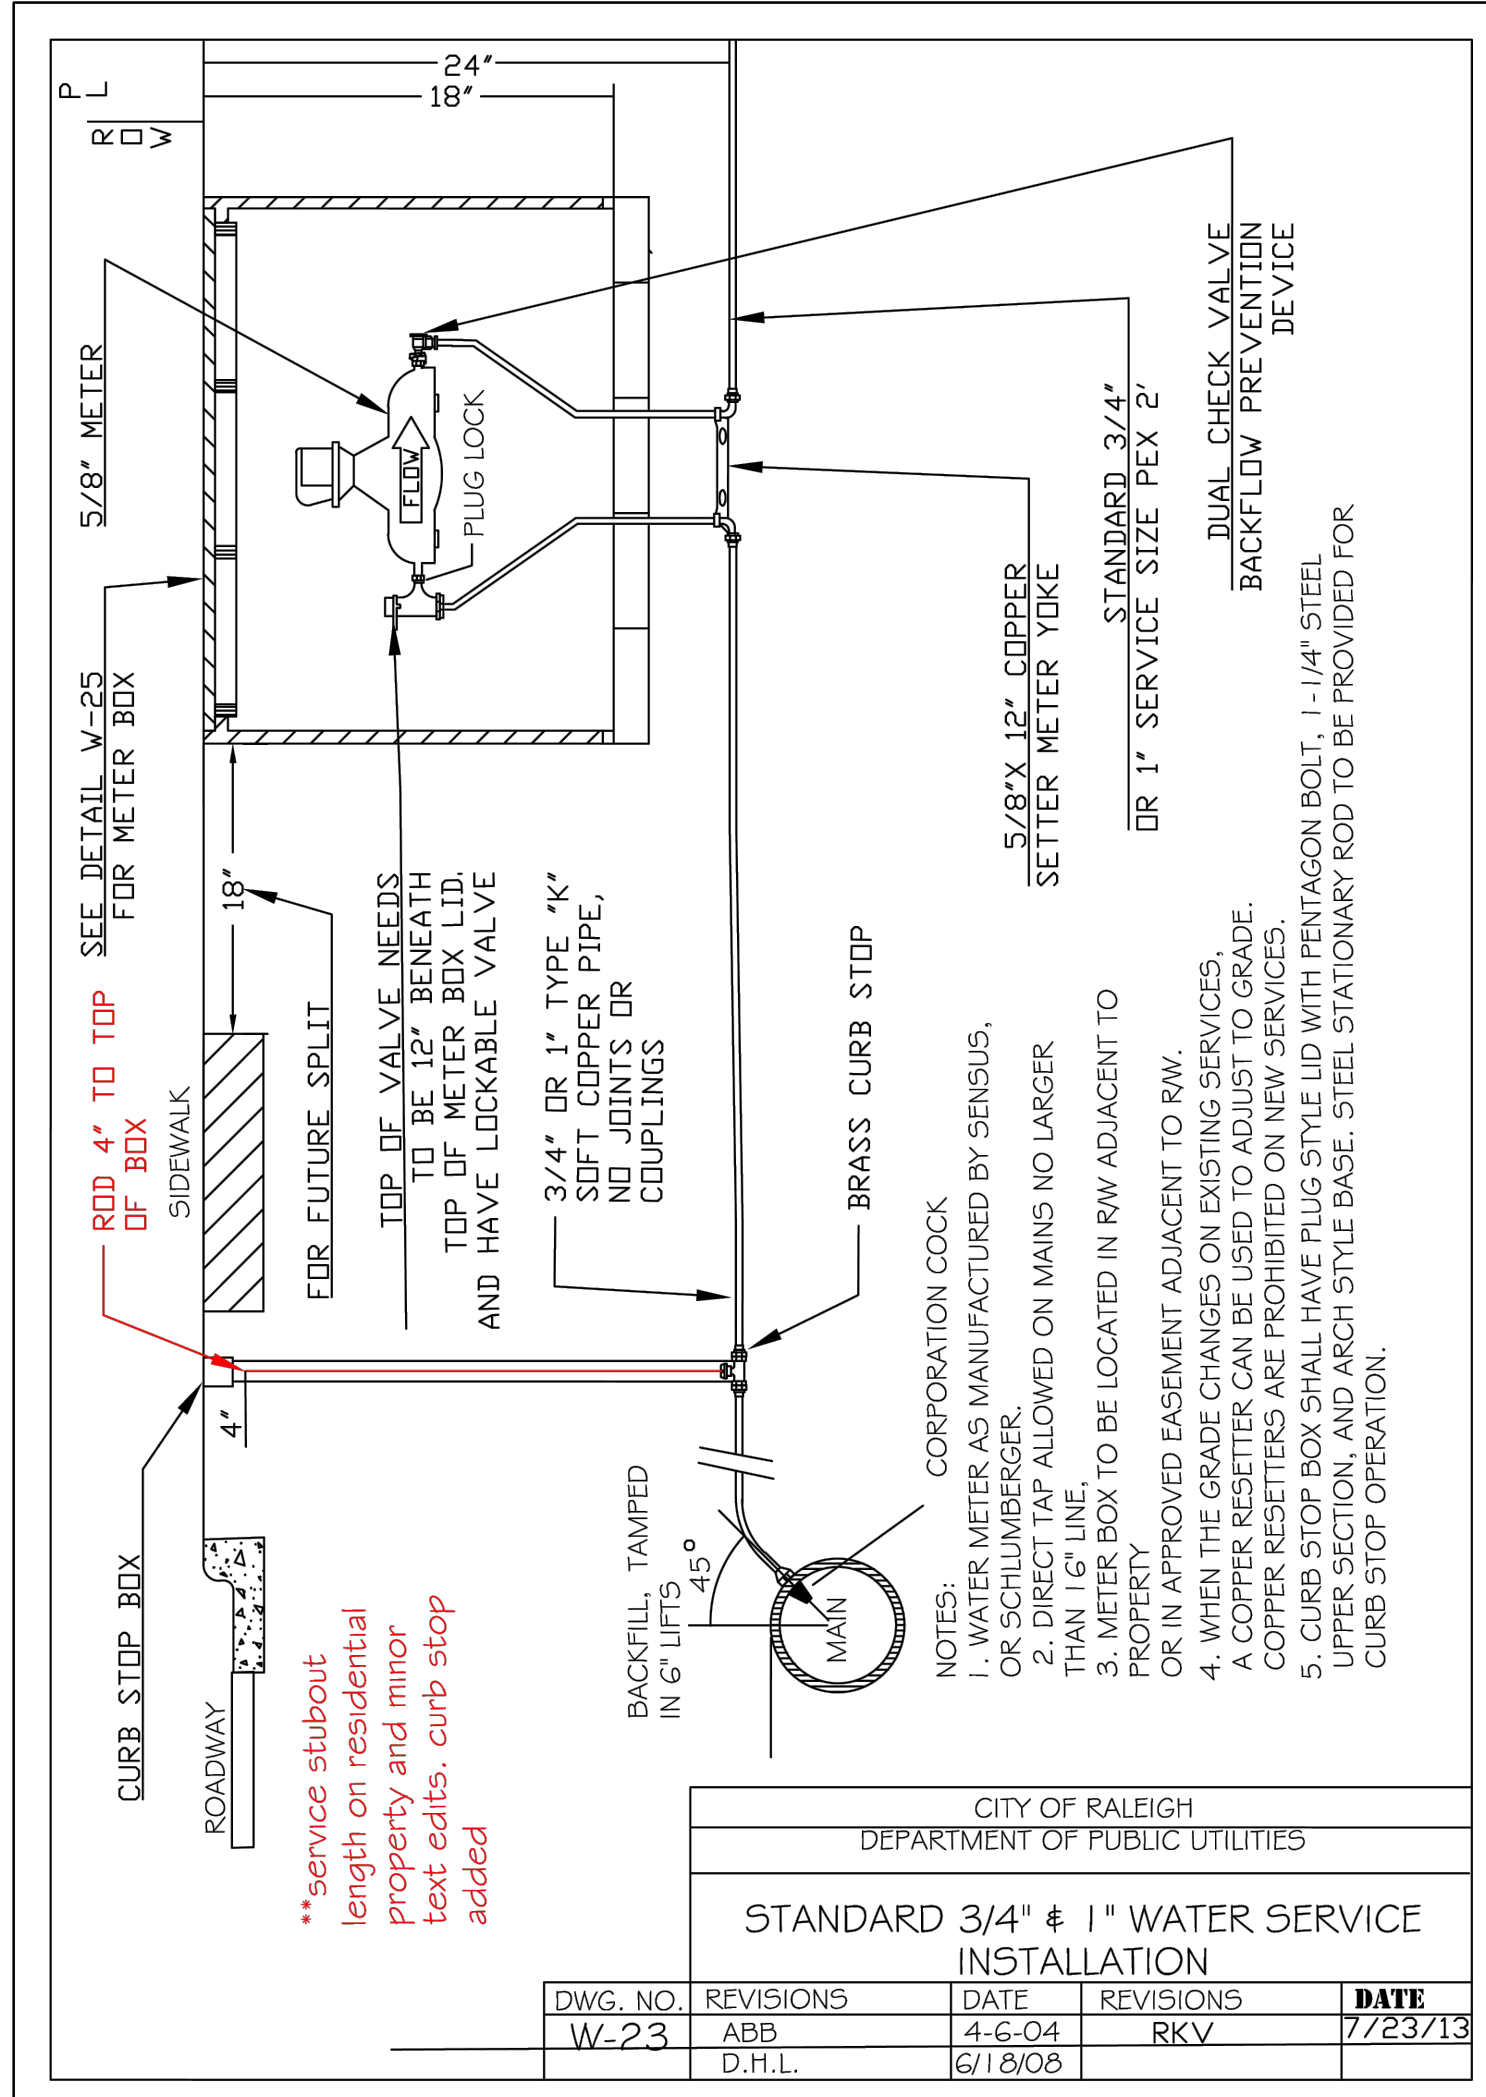 P
L
R
O
W
24"
18"
5/8" METER
SEE DETAIL W-25
FOR METER BOX
ROD 4" TO TOP
OF BOX
SIDEWALK
CURB STOP BOX
ROADWAY
4"
18"
FOR FUTURE SPLIT
FLOW
PLUG LOCK
TOP OF VALVE NEEDS
TO BE 12" BENEATH
TOP OF METER BOX LID.
AND HAVE LOCKABLE VALVE
3/4" OR 1" TYPE "K"
SOFT COPPER PIPE,
NO JOINTS OR
COUPLINGS
BRASS CURB STOP
5/8"X 12" COPPER
SETTER METER YOKE
STANDARD 3/4"
OR 1" SERVICE SIZE PEX 2'
DUAL CHECK VALVE
BACKFLOW PREVENTION
DEVICE
**service stubout
length on residential
property and minor
text edits. curb stop
added
BACKFILL, TAMPED
IN 6" LIFTS
45°
MAIN
CORPORATION COCK
NOTES:
1. WATER METER AS MANUFACTURED BY SENSUS,
OR SCHLUMBERGER.
2. DIRECT TAP ALLOWED ON MAINS NO LARGER
THAN 16" LINE,
3. METER BOX TO BE LOCATED IN R/W ADJACENT TO
PROPERTY
OR IN APPROVED EASEMENT ADJACENT TO R/W.
4. WHEN THE GRADE CHANGES ON EXISTING SERVICES,
A COPPER RESETTER CAN BE USED TO ADJUST TO GRADE.
COPPER RESETTERS ARE PROHIBITED ON NEW SERVICES.
5. CURB STOP BOX SHALL HAVE PLUG STYLE LID WITH PENTAGON BOLT, 1-1/4" STEEL
UPPER SECTION, AND ARCH STYLE BASE. STEEL STATIONARY ROD TO BE PROVIDED FOR
CURB STOP OPERATION.
CITY OF RALEIGH
DEPARTMENT OF PUBLIC UTILITIES
STANDARD 3/4" & 1" WATER SERVICE
INSTALLATION
DWG. NO. REVISIONS DATE REVISIONS DATE
W-23 ABB 4-6-04 RKV 7/23/13
D.H.L. 6/18/08